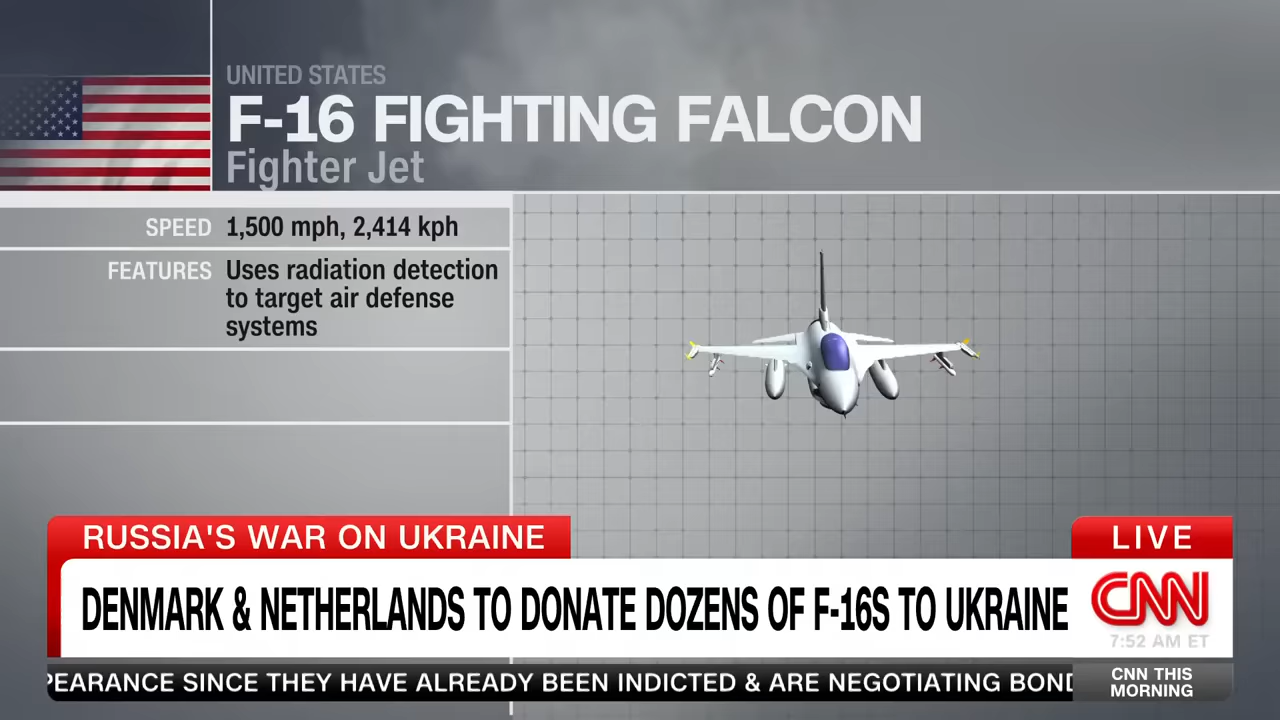 UNITED STATES
F-16 FIGHTING FALCON
Fighter Jet
SPEED 1,500 mph, 2,414 kph
FEATURES Uses radiation detection
to target air defense
systems
RUSSIA'S WAR ON UKRAINE
LIVE
DENMARK & NETHERLANDS TO DONATE DOZENS OF F-16S TO UKRAINE
CNN
7:52 AM ET
PEARANCE SINCE THEY HAVE ALREADY BEEN INDICTED & ARE NEGOTIATING BOND
CNN THIS
MORNING